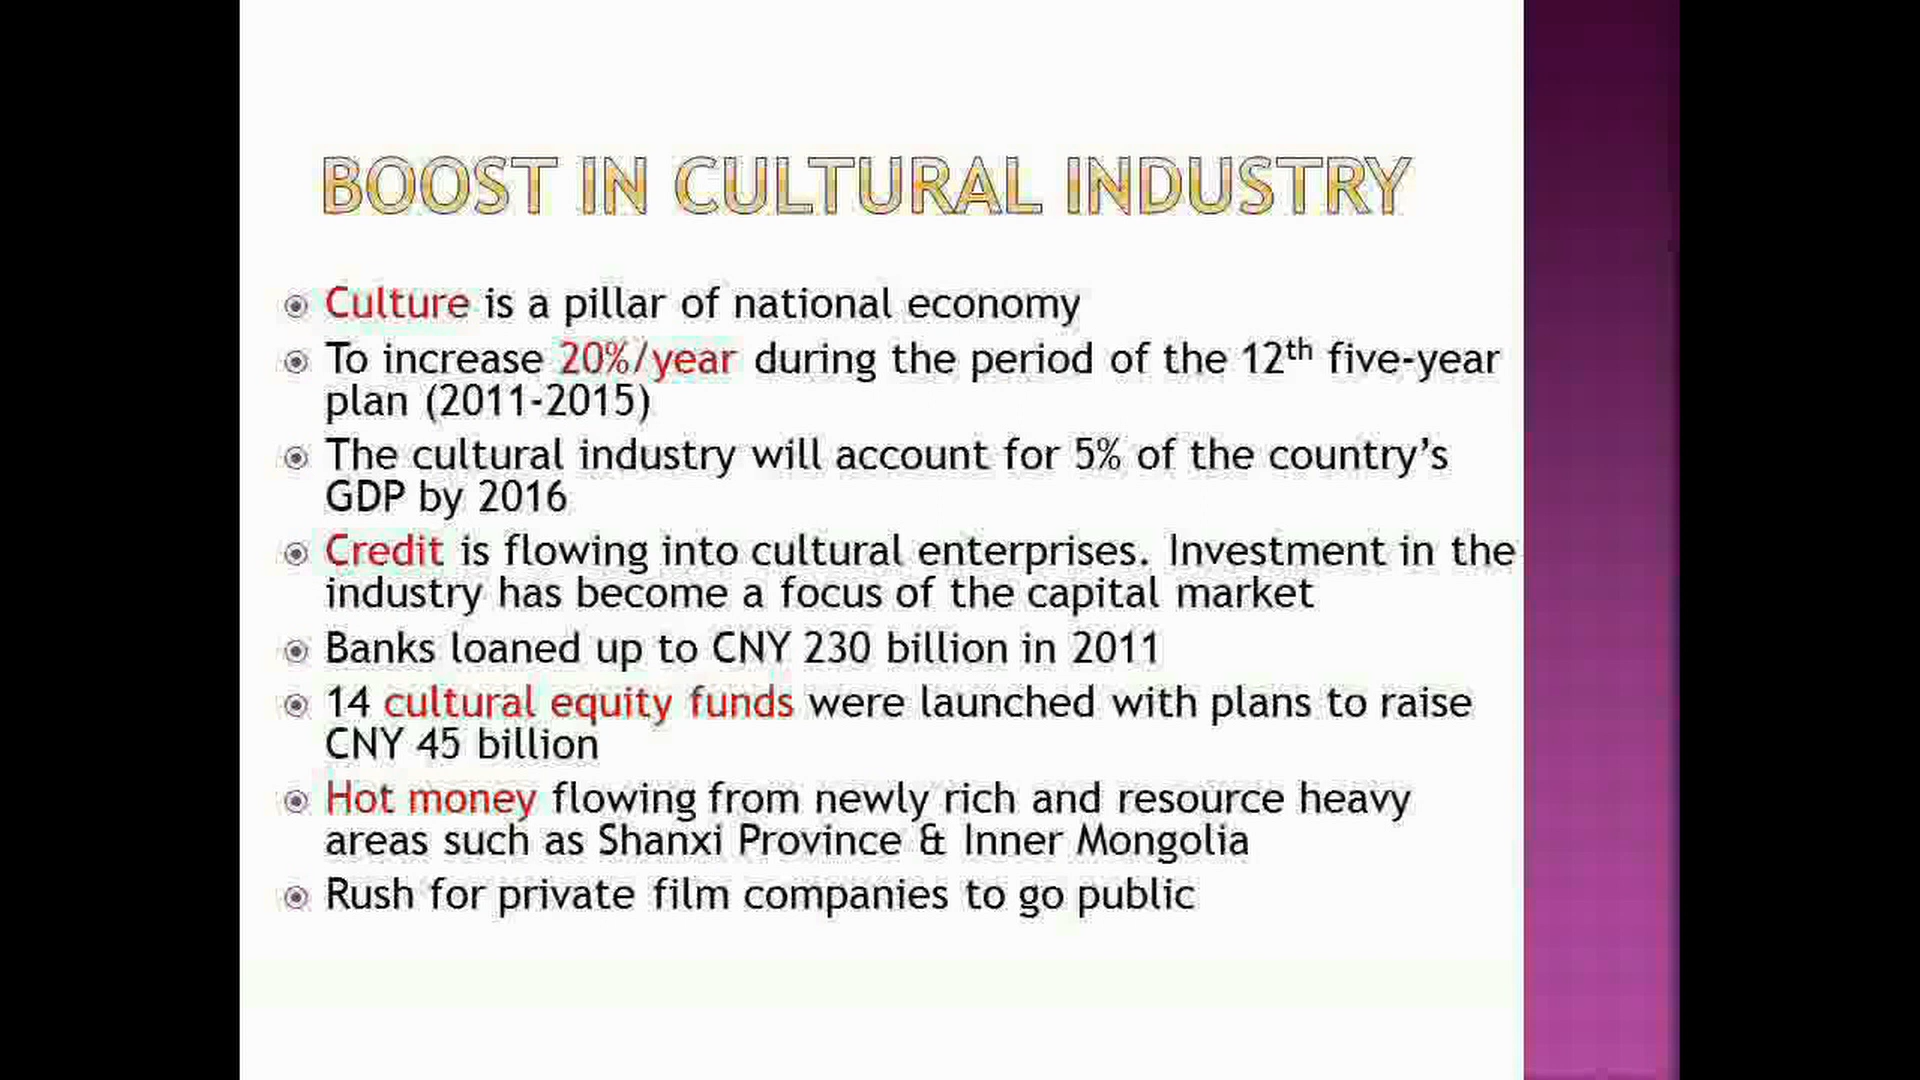 BOOST IN CULTURAL INDUSTRY
Culture is a pillar of national economy
To increase 20%/year during the period of the 12th five-year
plan (2011-2015)
The cultural industry will account for 5% of the country's
GDP by 2016
Credit is flowing into cultural enterprises. Investment in the
industry has become a focus of the capital market
Banks loaned up to CNY 230 billion in 2011
14 cultural equity funds were launched with plans to raise
CNY 45 billion
Hot money flowing from newly rich and resource heavy
areas such as Shanxi Province & Inner Mongolia
Rush for private film companies to go public